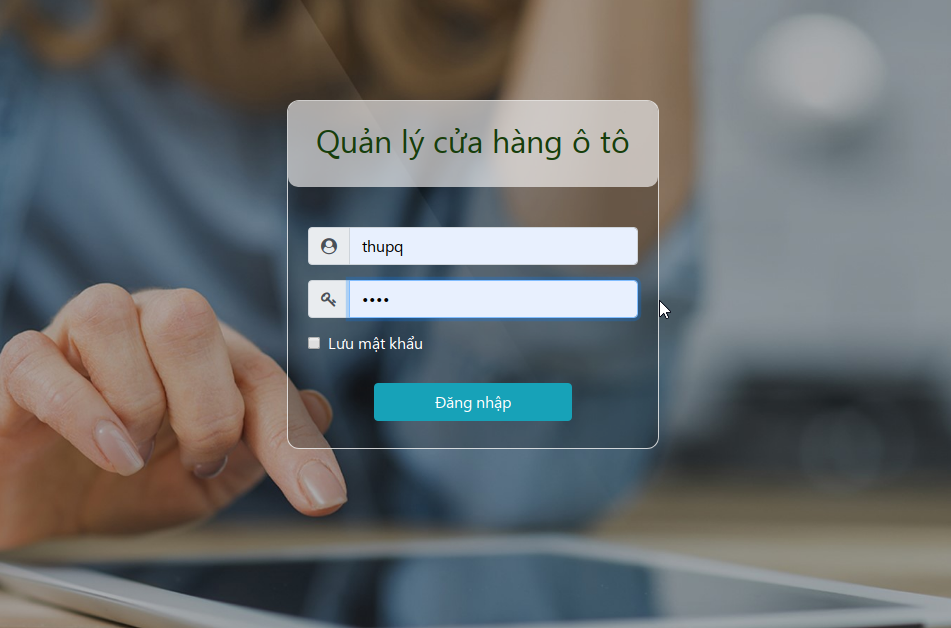 Quản lý cửa hàng ô tô
thupq
••••
Lưu mật khẩu
Đăng nhập